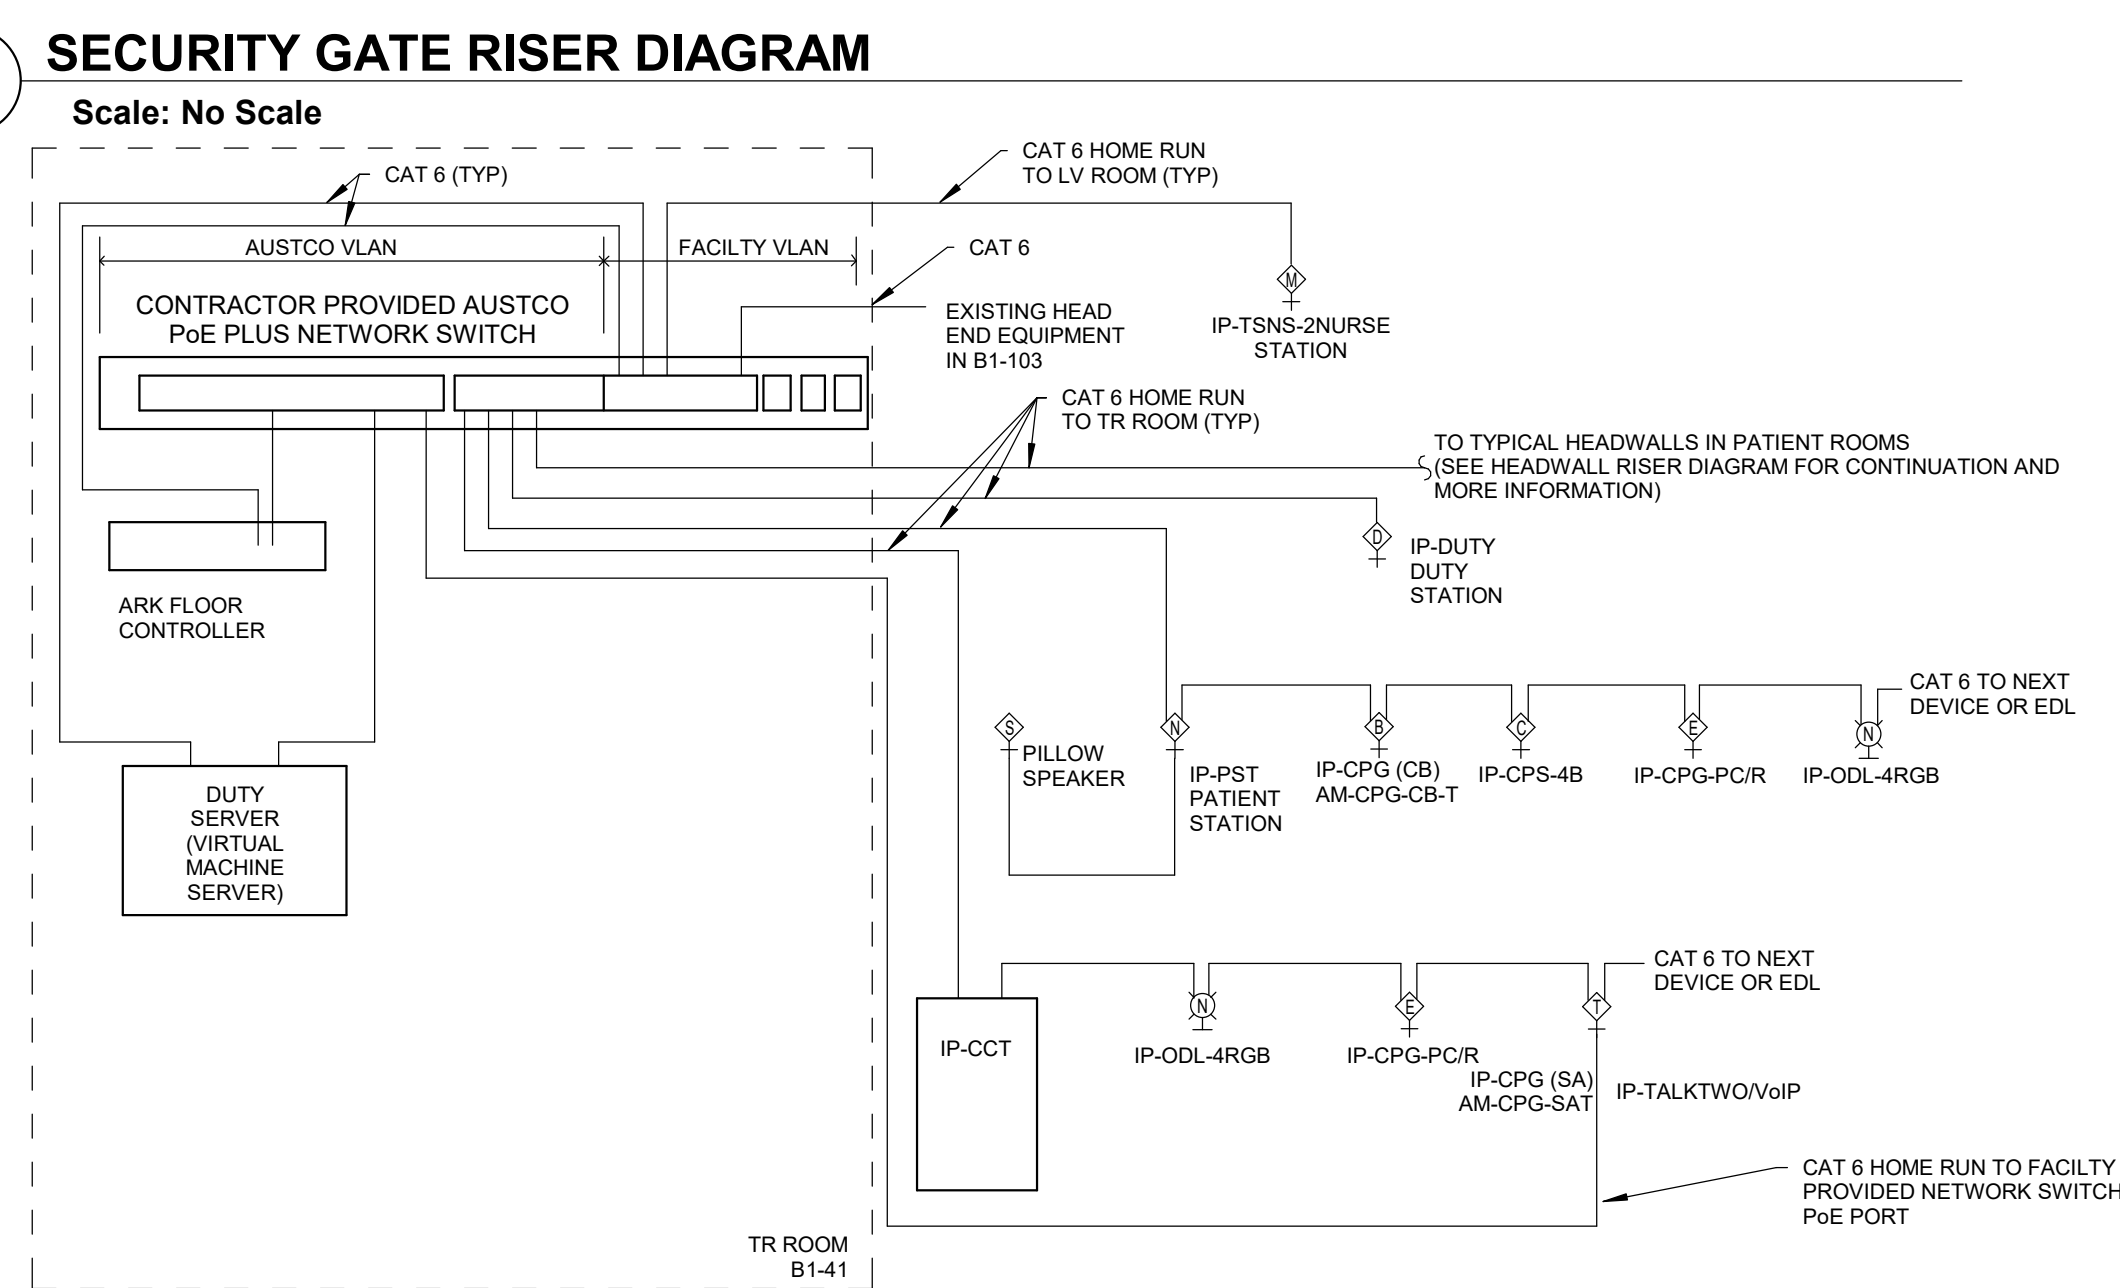 SECURITY GATE RISER DIAGRAM
Scale: No Scale
CAT 6 (TYP)
CAT 6 HOME RUN
TO LV ROOM (TYP)
AUSTCO VLAN
FACILTY VLAN
CAT 6
CONTRACTOR PROVIDED AUSTCO
PoE PLUS NETWORK SWITCH
EXISTING HEAD
END EQUIPMENT
IN B1-103
M
IP-TSNS-2NURSE
STATION
CAT 6 HOME RUN
TO TR ROOM (TYP)
TO TYPICAL HEADWALLS IN PATIENT ROOMS
(SEE HEADWALL RISER DIAGRAM FOR CONTINUATION AND
MORE INFORMATION)
D
IP-DUTY
DUTY
STATION
ARK FLOOR
CONTROLLER
DUTY
SERVER
(VIRTUAL
MACHINE
SERVER)
S
PILLOW
SPEAKER
N
IP-PST
PATIENT
STATION
B
IP-CPG (CB)
AM-CPG-CB-T
C
IP-CPS-4B
E
IP-CPG-PC/R
N
IP-ODL-4RGB
CAT 6 TO NEXT
DEVICE OR EDL
IP-CCT
N
IP-ODL-4RGB
E
IP-CPG-PC/R
T
IP-CPG (SA)
AM-CPG-SAT
IP-TALKTWO/VoIP
CAT 6 TO NEXT
DEVICE OR EDL
CAT 6 HOME RUN TO FACILTY
PROVIDED NETWORK SWITCH
PoE PORT
TR ROOM
B1-41